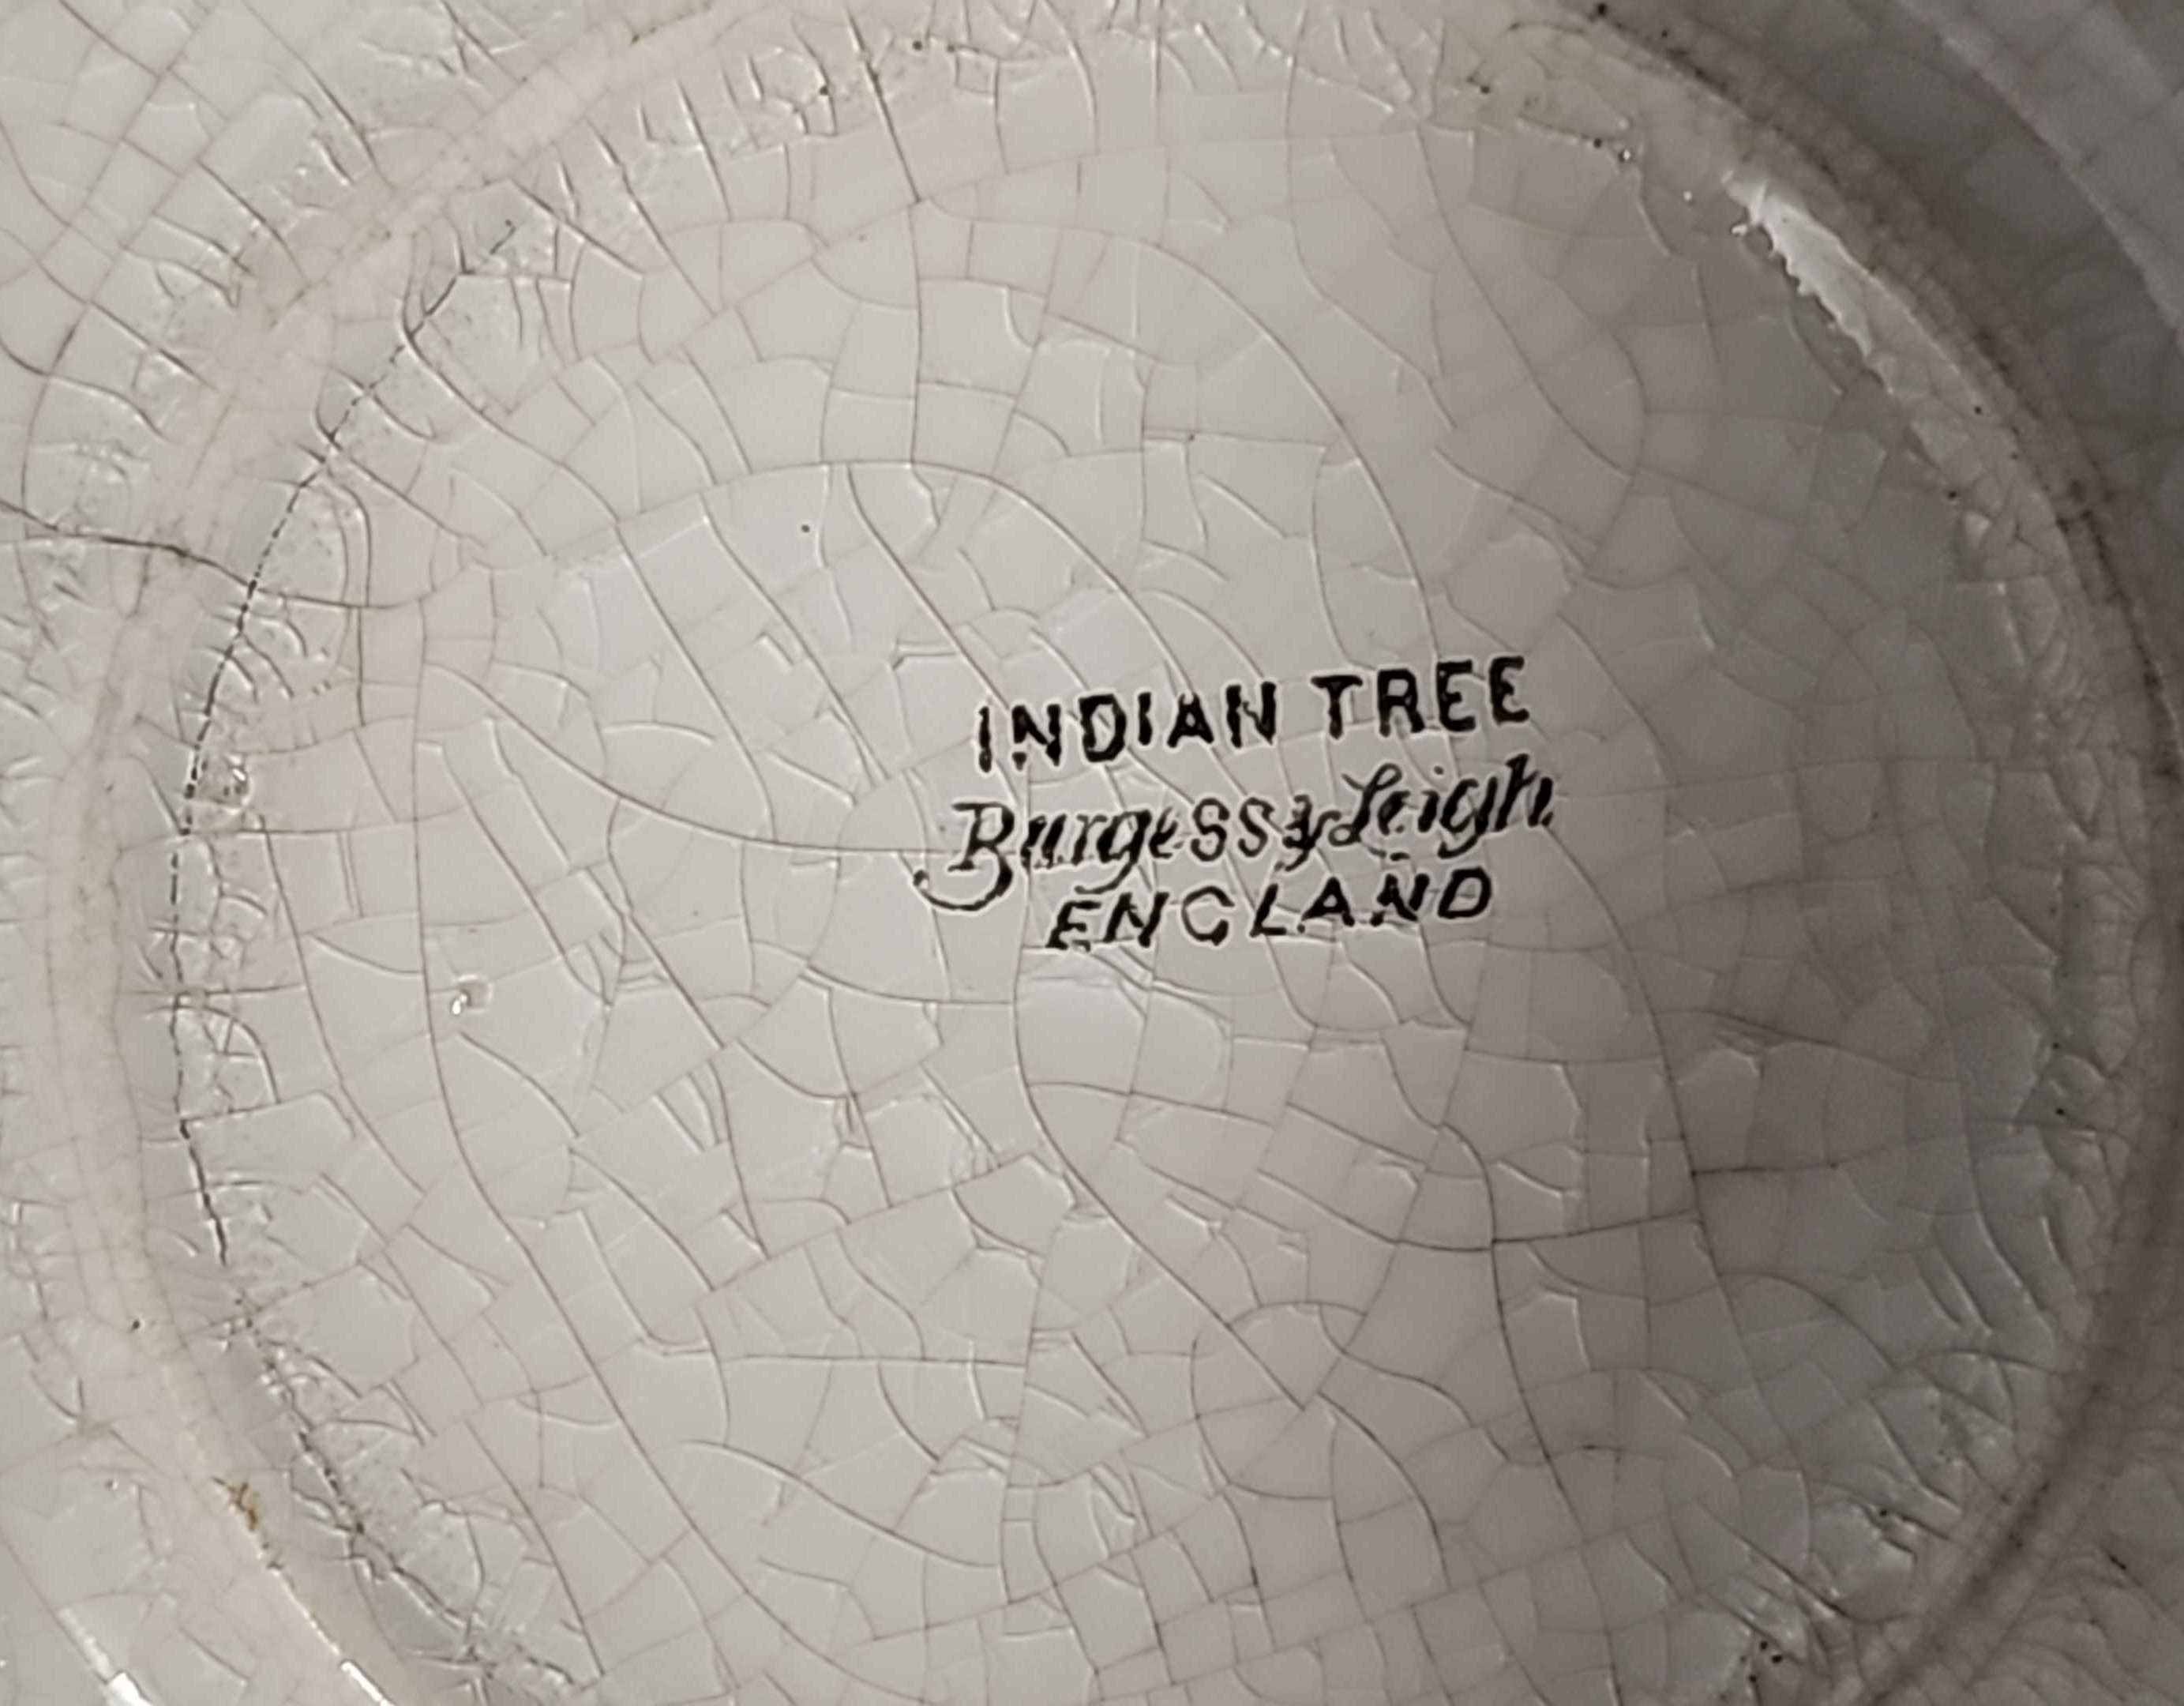 INDIAN TREE
Burgess & Leigh
ENGLAND